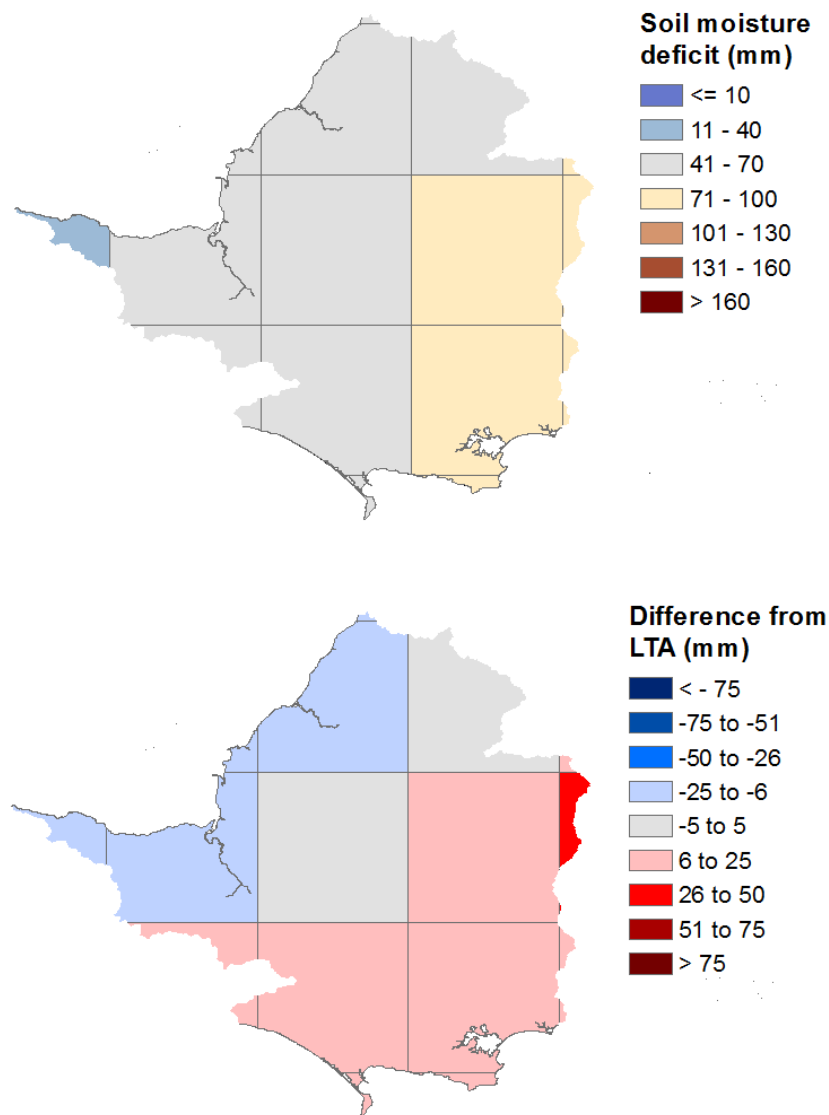 Soil moisture
deficit (mm)
<= 10
11 - 40
41 - 70
71 - 100
101 - 130
131 - 160
> 160
Difference from
LTA (mm)
< - 75
-75 to -51
-50 to -26
-25 to -6
-5 to 5
6 to 25
26 to 50
51 to 75
> 75